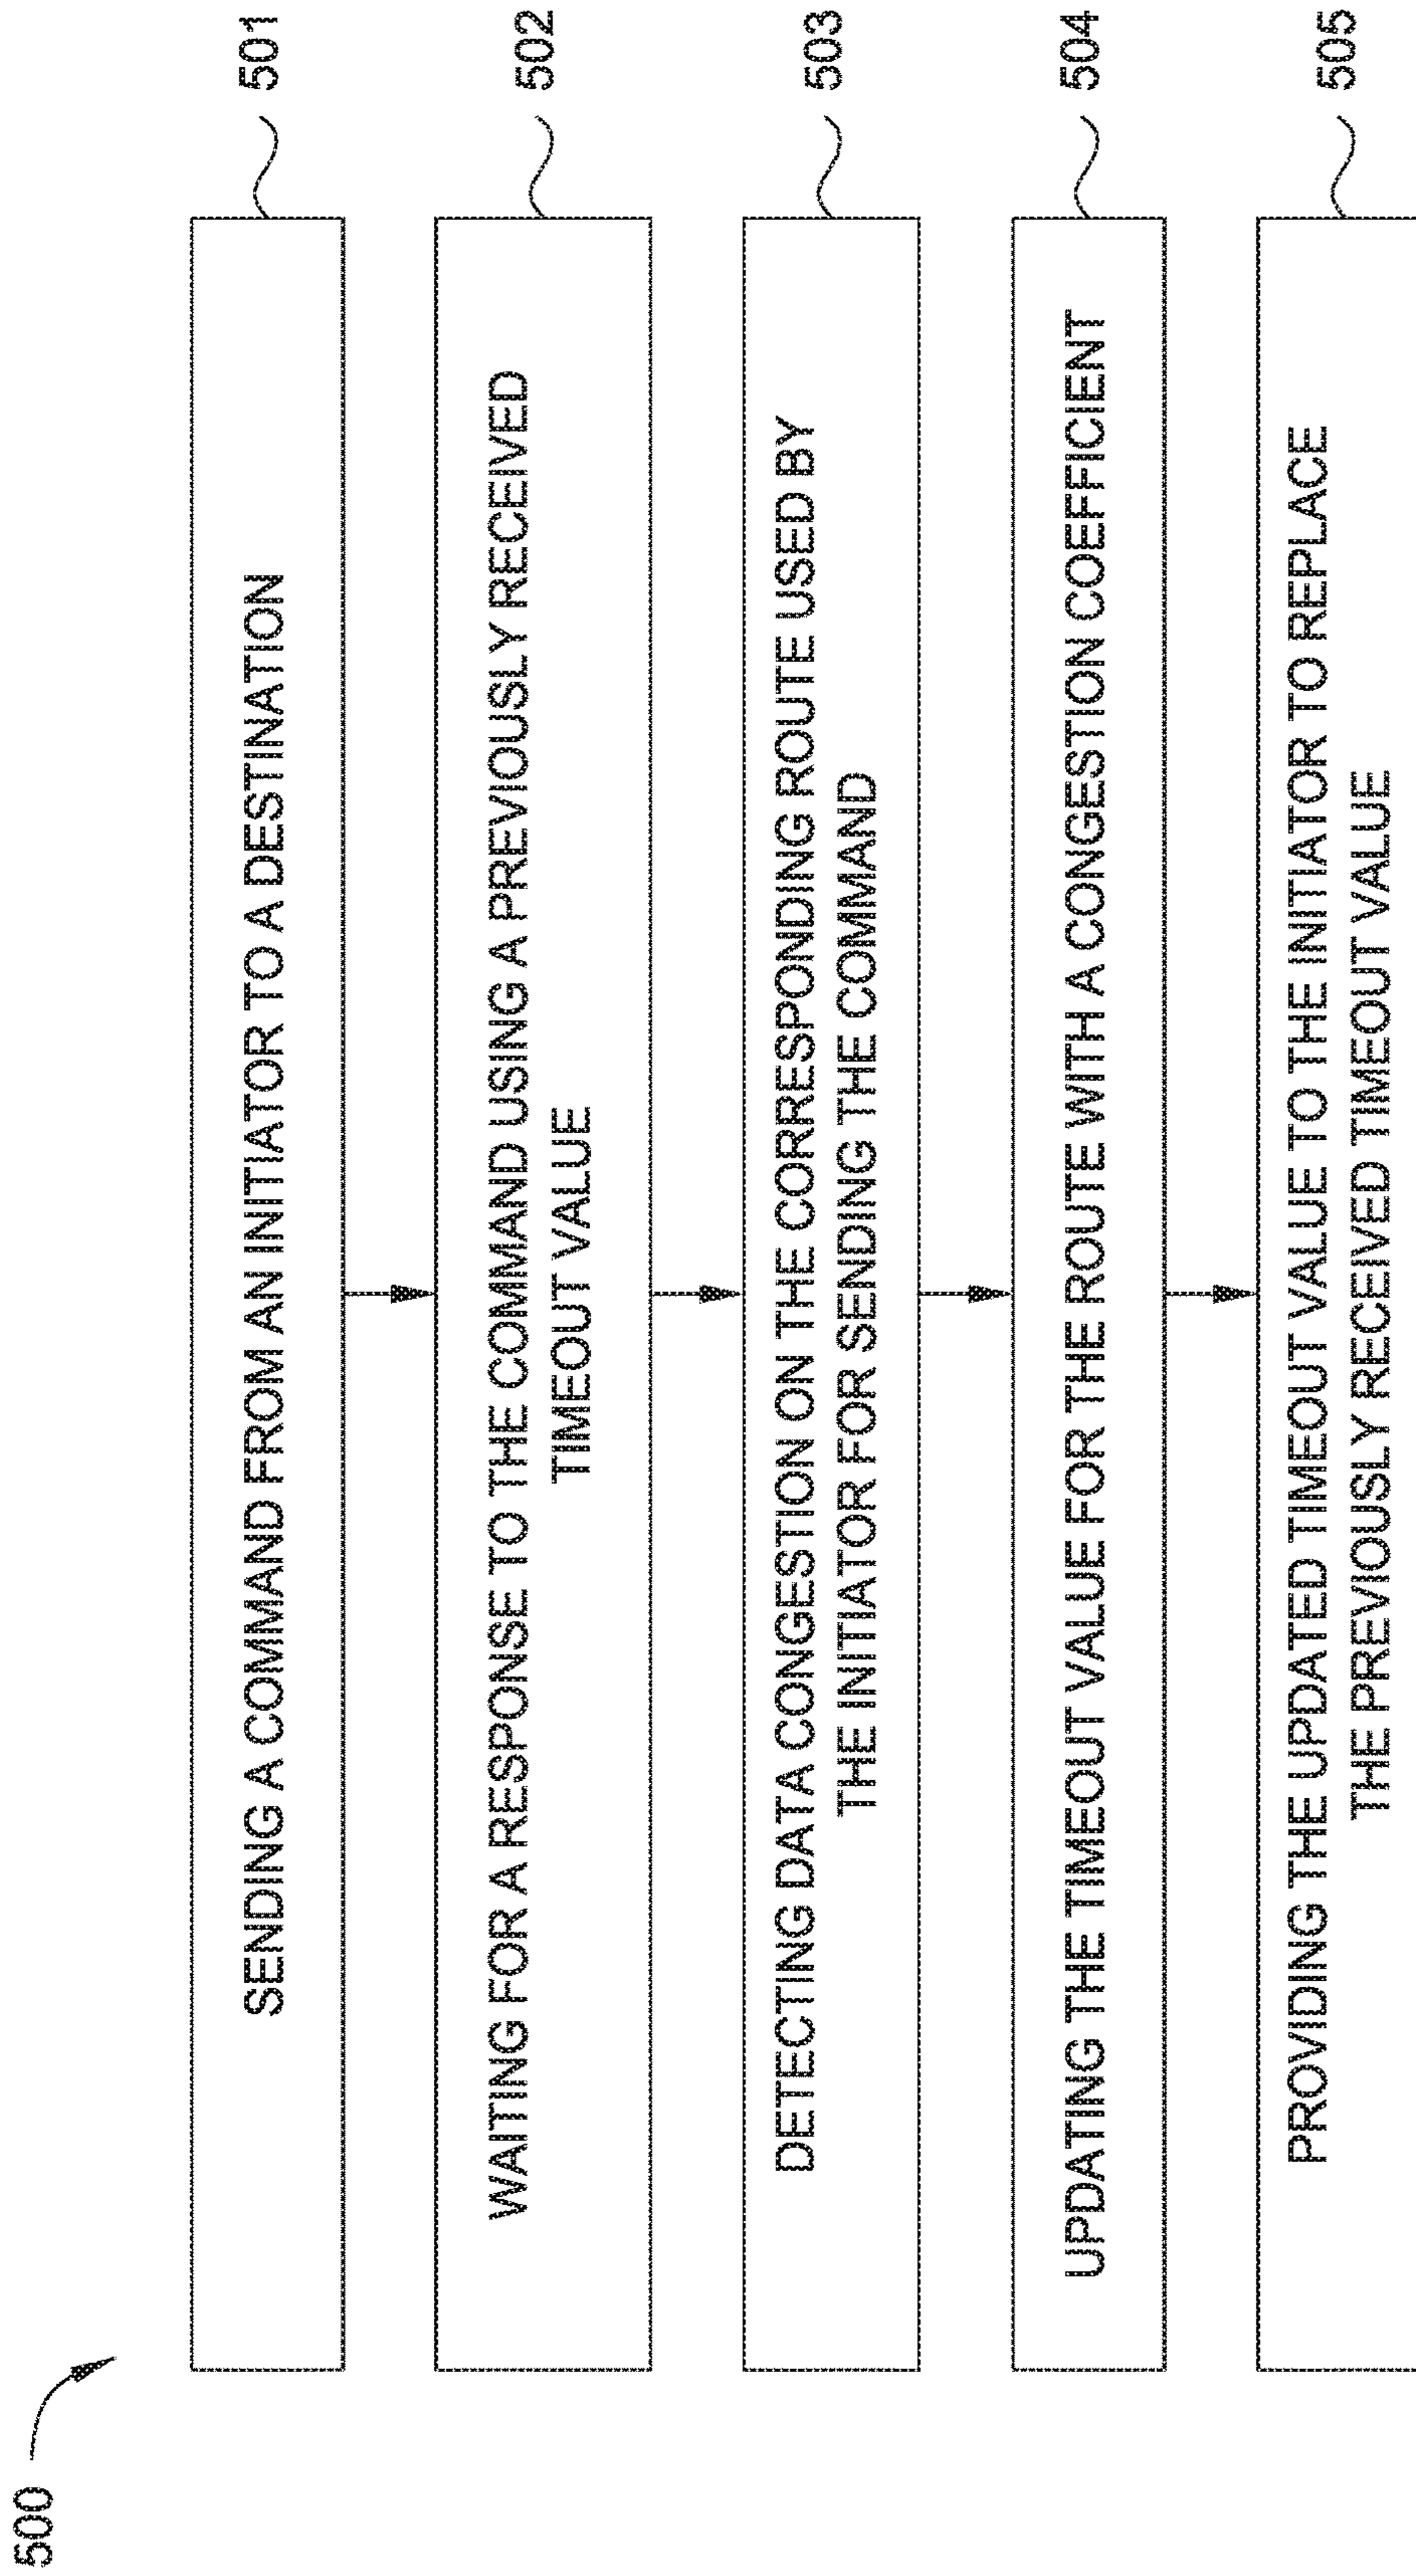 500
SENDING A COMMAND FROM AN INITIATOR TO A DESTINATION
501
WAITING FOR A RESPONSE TO THE COMMAND USING A PREVIOUSLY RECEIVED
TIMEOUT VALUE
502
DETECTING DATA CONGESTION ON THE CORRESPONDING ROUTE USED BY
THE INITIATOR FOR SENDING THE COMMAND
503
UPDATING THE TIMEOUT VALUE FOR THE ROUTE WITH A CONGESTION COEFFICIENT
504
PROVIDING THE UPDATED TIMEOUT VALUE TO THE INITIATOR TO REPLACE
THE PREVIOUSLY RECEIVED TIMEOUT VALUE
505